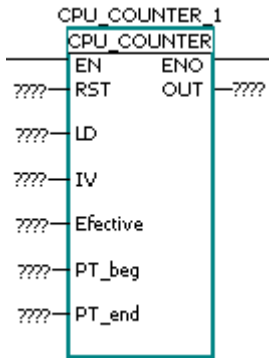 CPU_COUNTER_1
CPU_COUNTER
EN ENO
???? RST OUT ????
???? LD
???? IV
???? Efective
???? PT_beg
???? PT_end